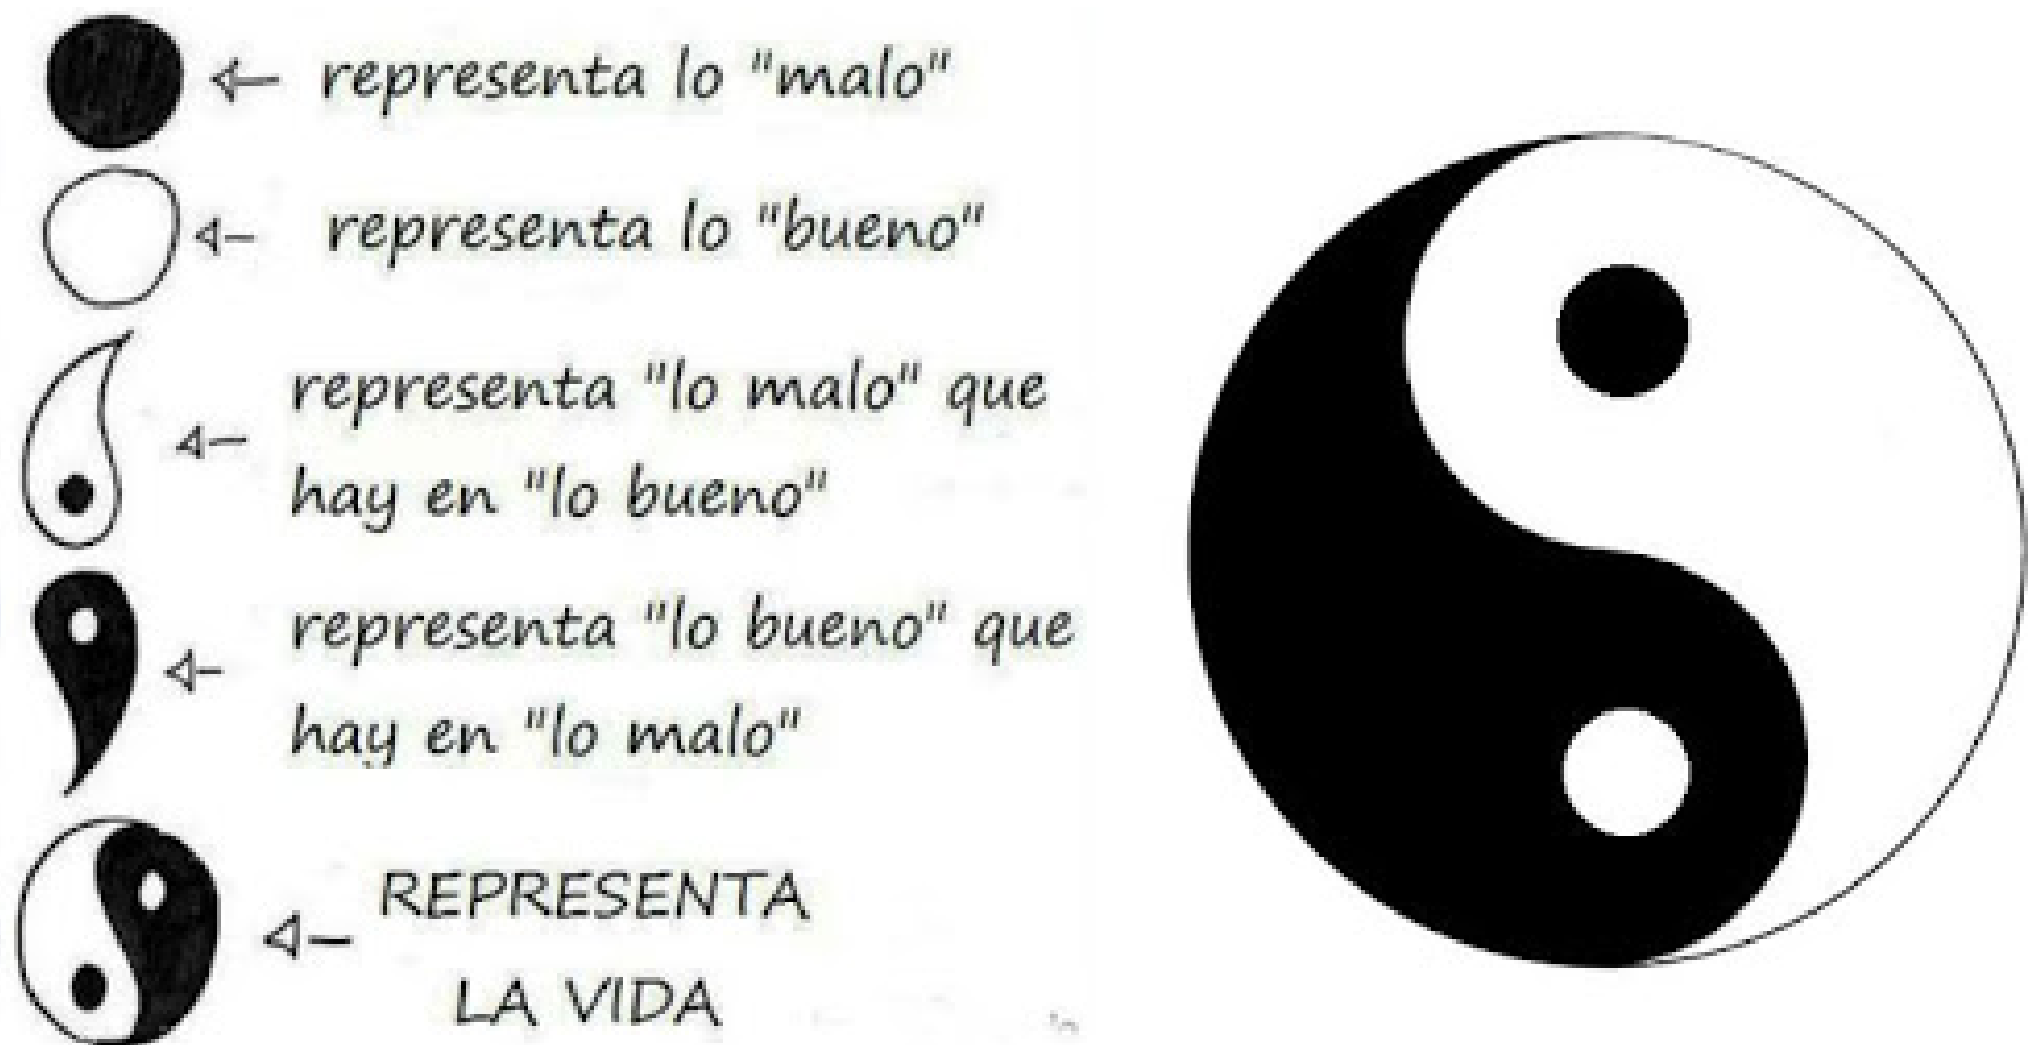 representa lo "malo"
representa lo "bueno"
representa "lo malo" que
hay en "lo bueno"
representa "lo bueno" que
hay en "lo malo"
REPRESENTA
LA VIDA